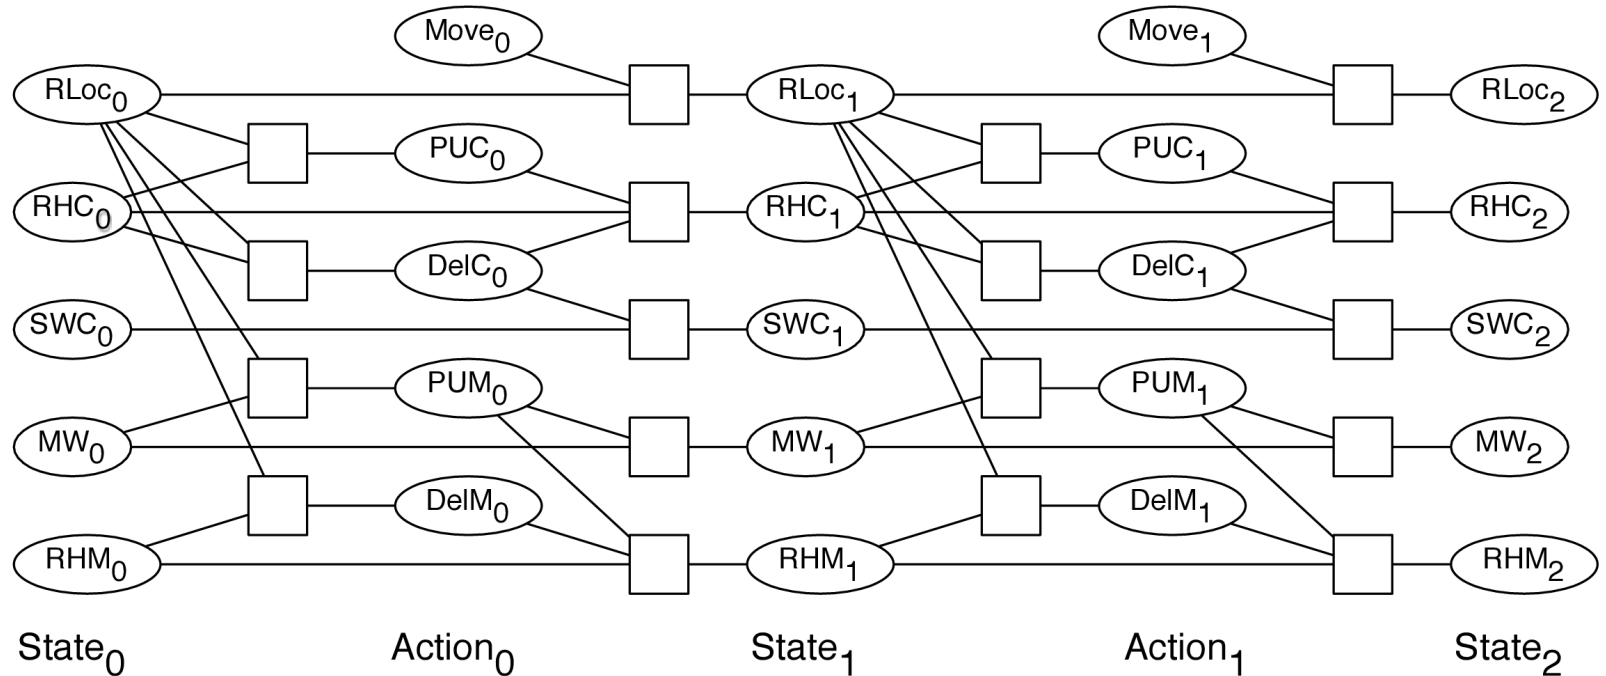 Move₀ Move₁
RLoc₀ RLoc₁ RLoc₂
PUC₀ PUC₁
RHC₀ RHC₁ RHC₂
DelC₀ DelC₁
SWC₀ SWC₁ SWC₂
PUM₀ PUM₁
MW₀ MW₁ MW₂
DelM₀ DelM₁
RHM₀ RHM₁ RHM₂
State₀ Action₀ State₁ Action₁ State₂